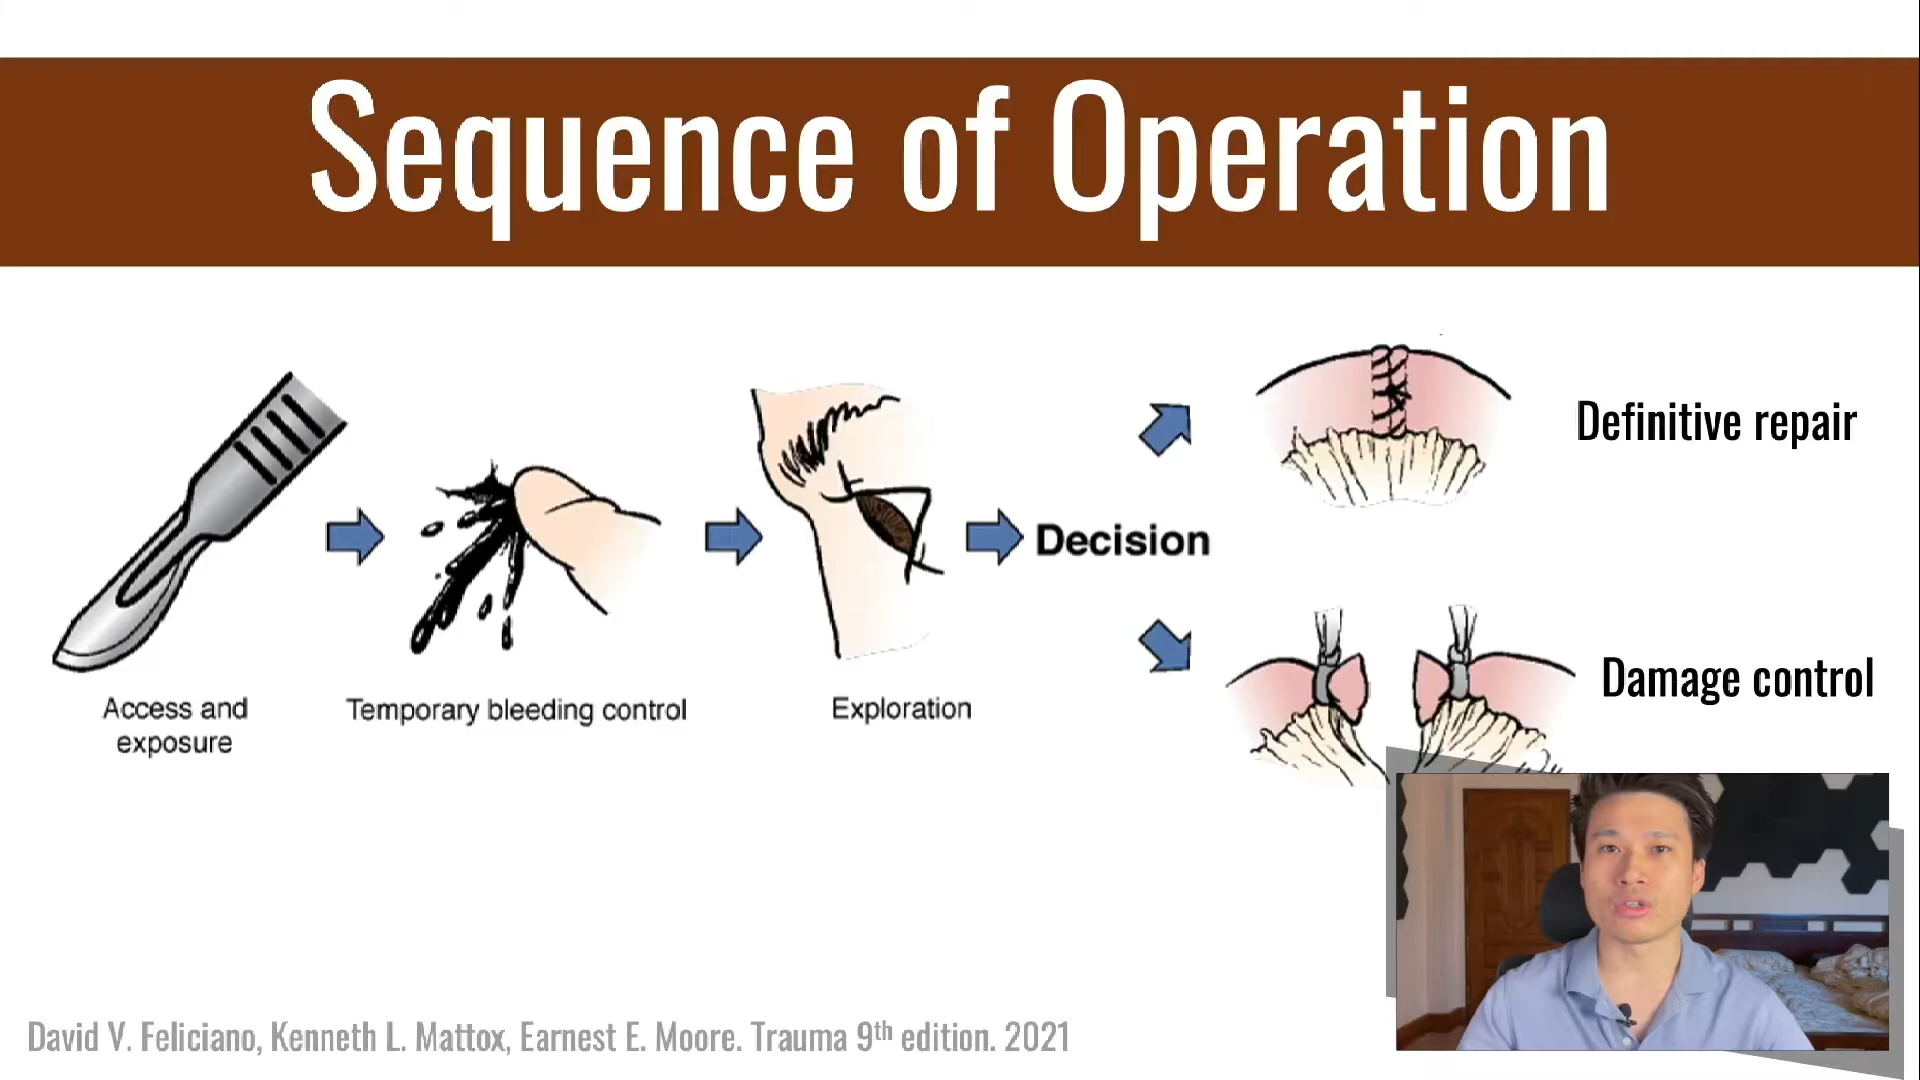 Sequence of Operation
Access and
exposure
Temporary bleeding control
Exploration
Decision
Definitive repair
Damage control
David V. Feliciano, Kenneth L. Mattox, Earnest E. Moore. Trauma 9th edition. 2021